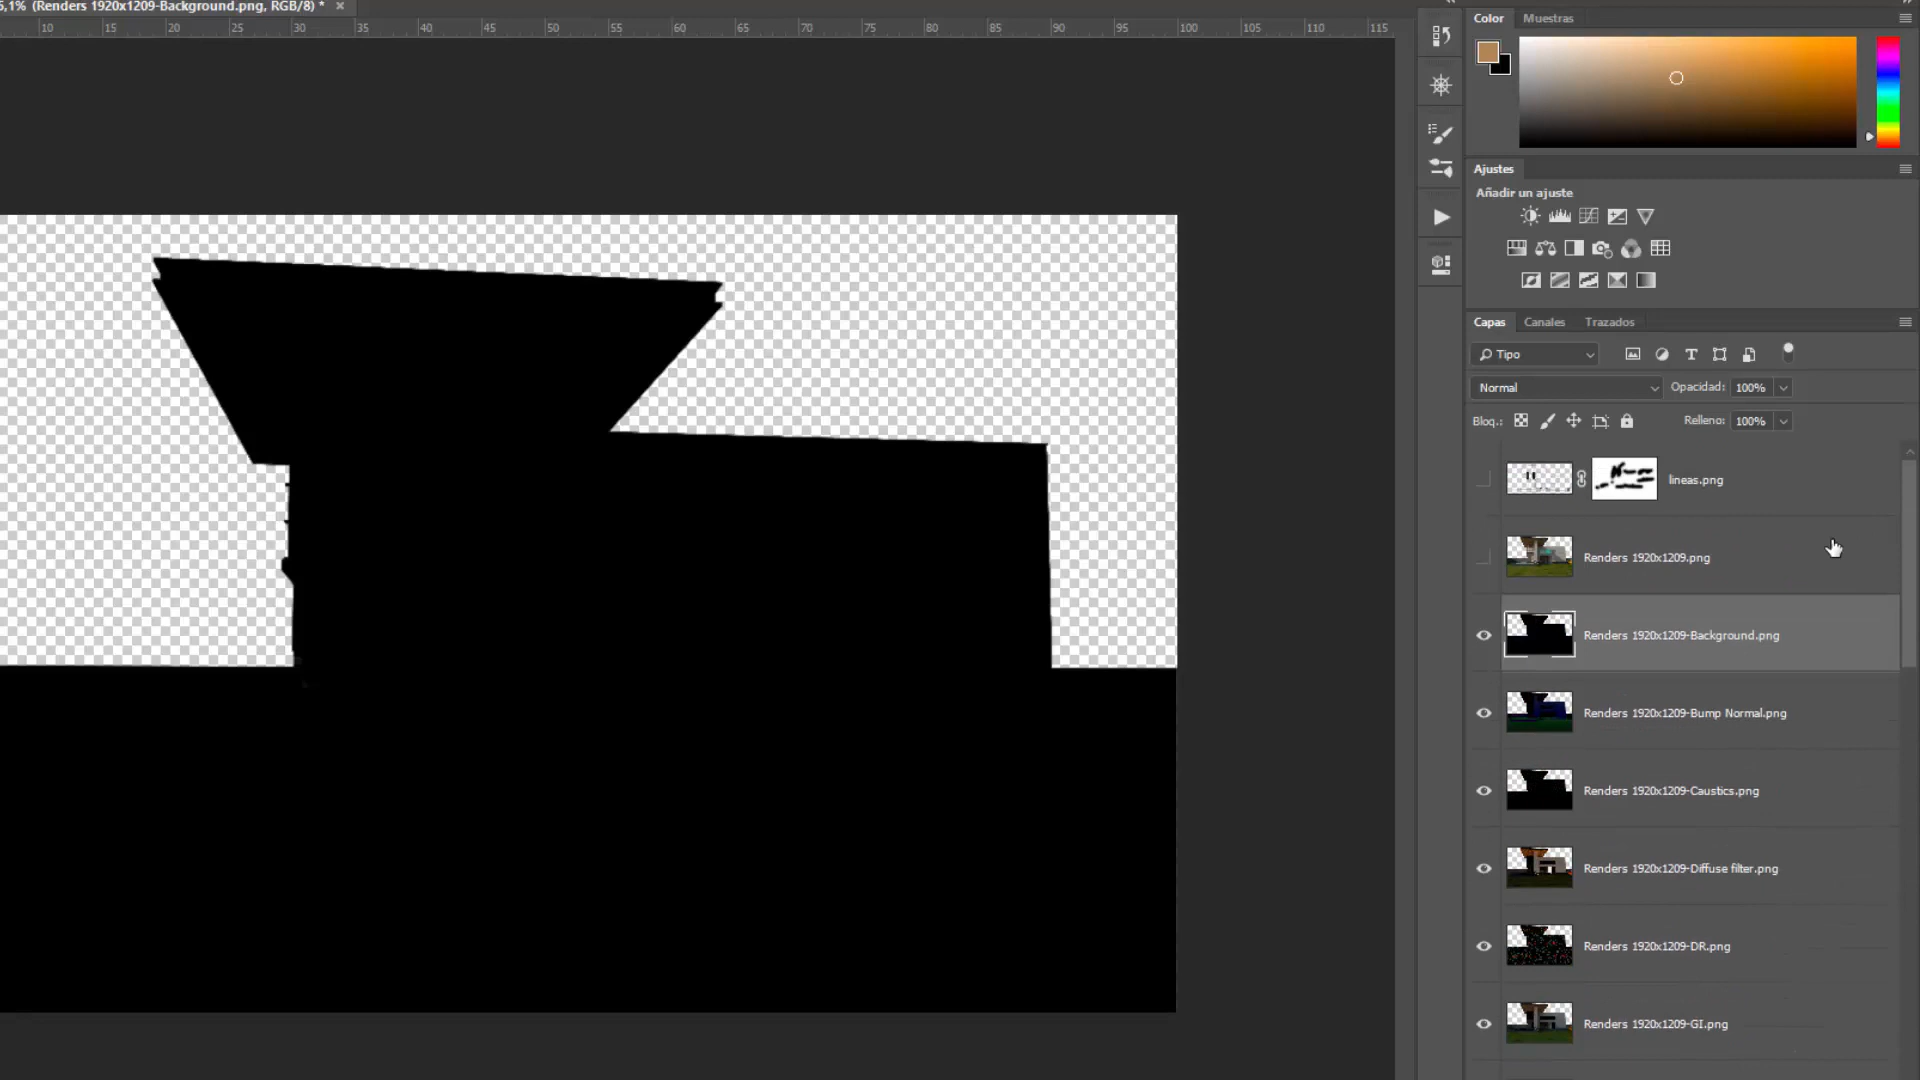 5,1% (Renders 1920x1209-Background.png, RGB/8) *
10 15 20 25 30 35 40 45 50 55 60 65 70 75 80 85 90 95 100 105 110 115
Color Muestras
Ajustes
Añadir un ajuste
Capas Canales Trazados
Tipo
Normal Opacidad: 100%
Bloq.: Relleno: 100%
lineas.png
Renders 1920x1209.png
Renders 1920x1209-Background.png
Renders 1920x1209-Bump Normal.png
Renders 1920x1209-Caustics.png
Renders 1920x1209-Diffuse filter.png
Renders 1920x1209-DR.png
Renders 1920x1209-GI.png